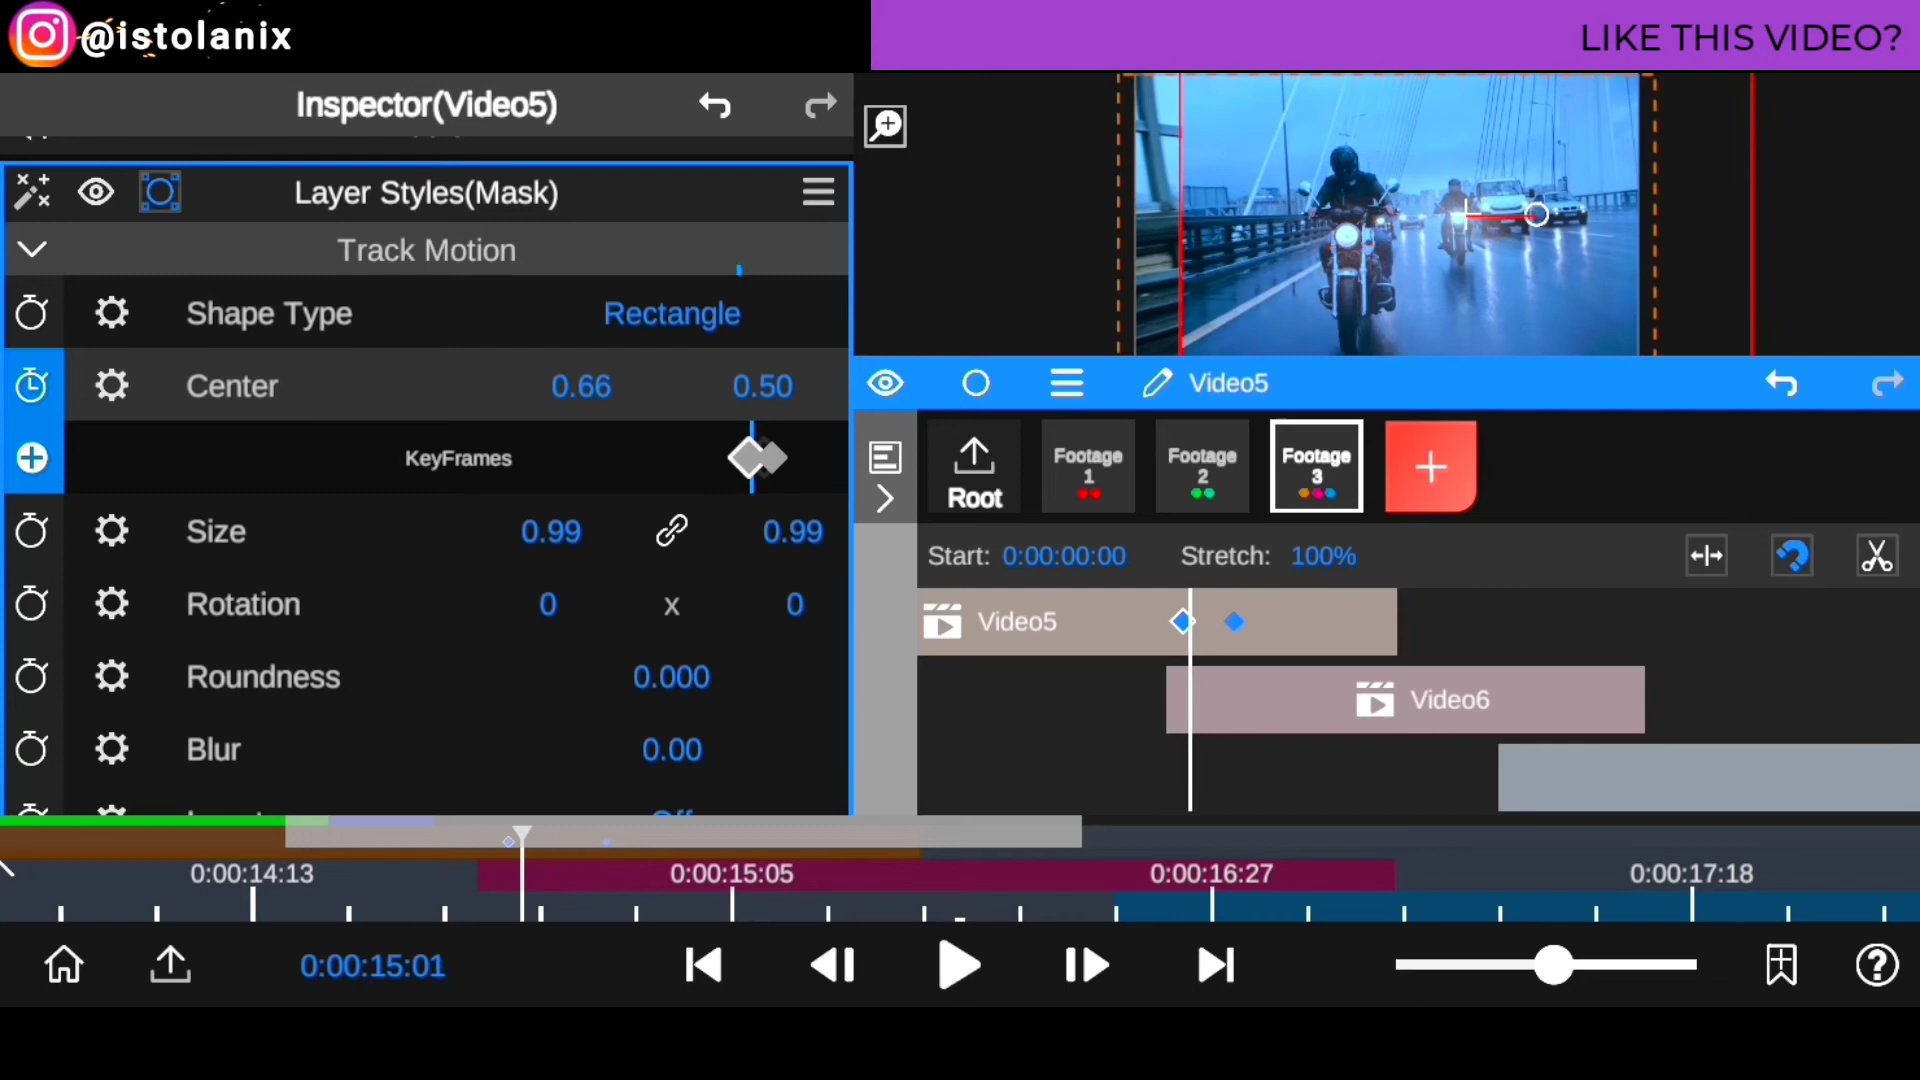 @istolanix
LIKE THIS VIDEO?
Inspector(Video5)
Layer Styles(Mask)
Track Motion
Shape Type Rectangle
Center 0.66 0.50
KeyFrames
Size 0.99 0.99
Rotation 0 x 0
Roundness 0.000
Blur 0.00
Video5
Root
Footage 1
Footage 2
Footage 3
Start: 0:00:00:00 Stretch: 100%
Video5
Video6
0:00:14:13 0:00:15:05 0:00:16:27 0:00:17:18
0:00:15:01